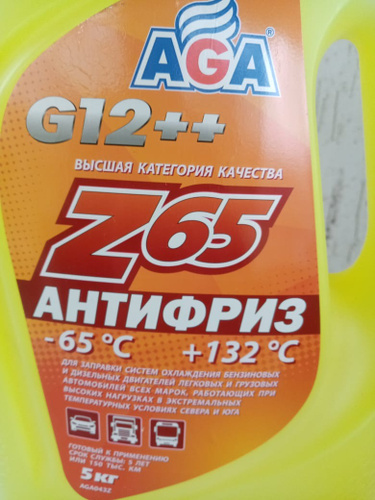 AGA®
G12++
ВЫСШАЯ КАТЕГОРИЯ КАЧЕСТВА
Z65
АНТИФРИЗ
-65 °C +132 °C
ДЛЯ ЗАПРАВКИ СИСТЕМ ОХЛАЖДЕНИЯ БЕНЗИНОВЫХ
И ДИЗЕЛЬНЫХ ДВИГАТЕЛЕЙ ЛЕГКОВЫХ И ГРУЗОВЫХ
АВТОМОБИЛЕЙ ВСЕХ МАРОК, РАБОТАЮЩИХ ПРИ
ВЫСОКИХ НАГРУЗКАХ В ЭКСТРЕМАЛЬНЫХ
ТЕМПЕРАТУРНЫХ УСЛОВИЯХ СЕВЕРА И ЮГА
ГОТОВЫЙ К ПРИМЕНЕНИЮ
СРОК СЛУЖБЫ: 5 ЛЕТ
ИЛИ 150 ТЫС. КМ
5 КГ
AGA043Z